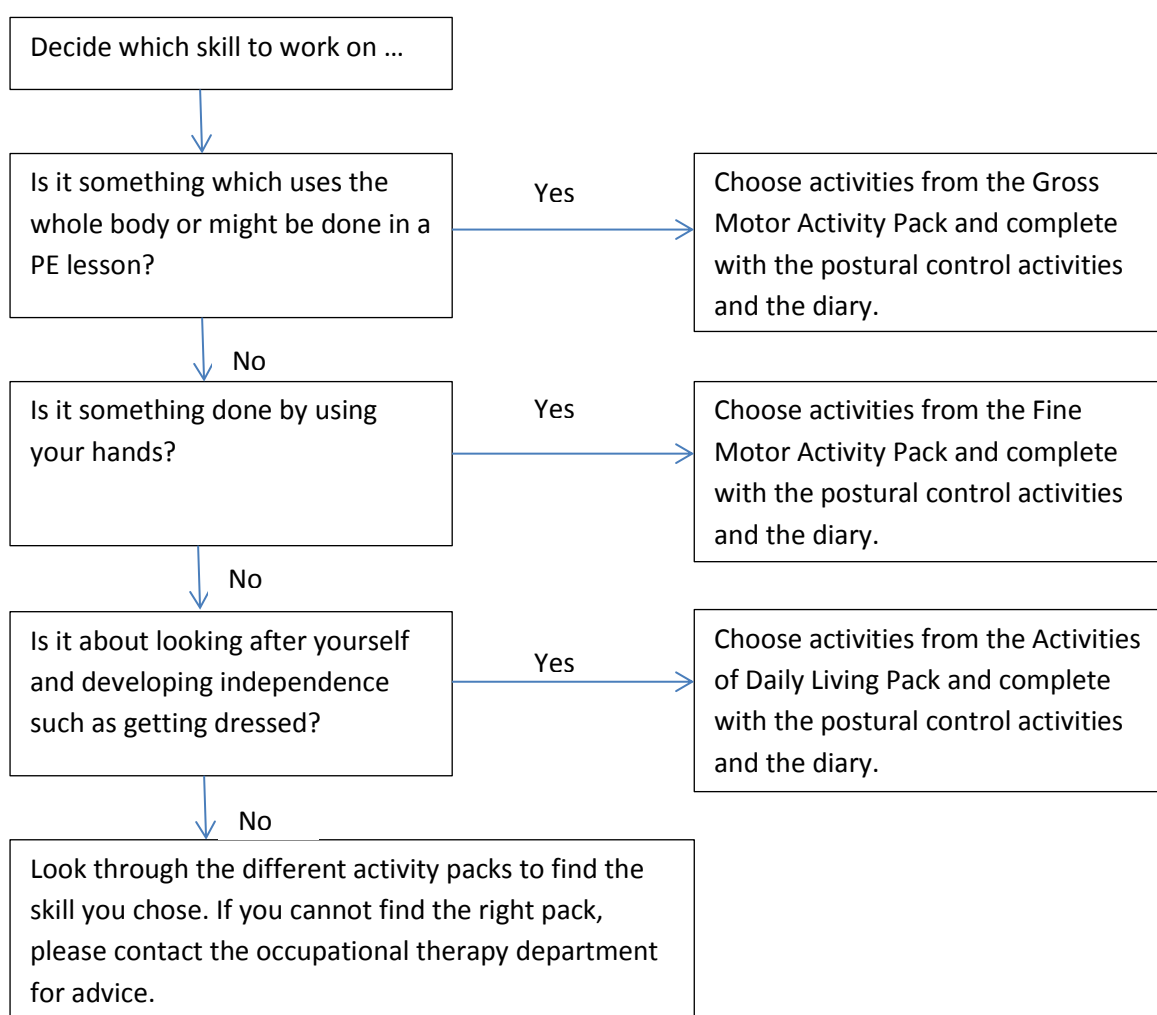 Decide which skill to work on ...
Is it something which uses the
whole body or might be done in a
PE lesson?
Yes
Choose activities from the Gross
Motor Activity Pack and complete
with the postural control activities
and the diary.
No
Is it something done by using
your hands?
Yes
Choose activities from the Fine
Motor Activity Pack and complete
with the postural control activities
and the diary.
No
Is it about looking after yourself
and developing independence
such as getting dressed?
Yes
Choose activities from the Activities
of Daily Living Pack and complete
with the postural control activities
and the diary.
No
Look through the different activity packs to find the
skill you chose. If you cannot find the right pack,
please contact the occupational therapy department
for advice.